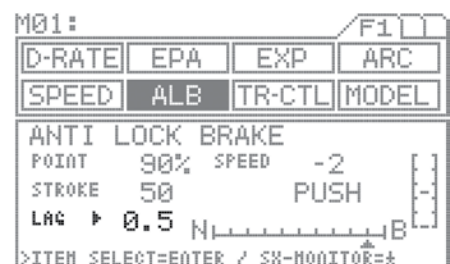 M01: F1
D-RATE EPA EXP ARC
SPEED ALB TR-CTL MODEL
ANTI LOCK BRAKE
POINT 90% SPEED -2
STROKE 50 PUSH
LAG 0.5 N B
>ITEM SELECT=ENTER / SX-MONITOR=±